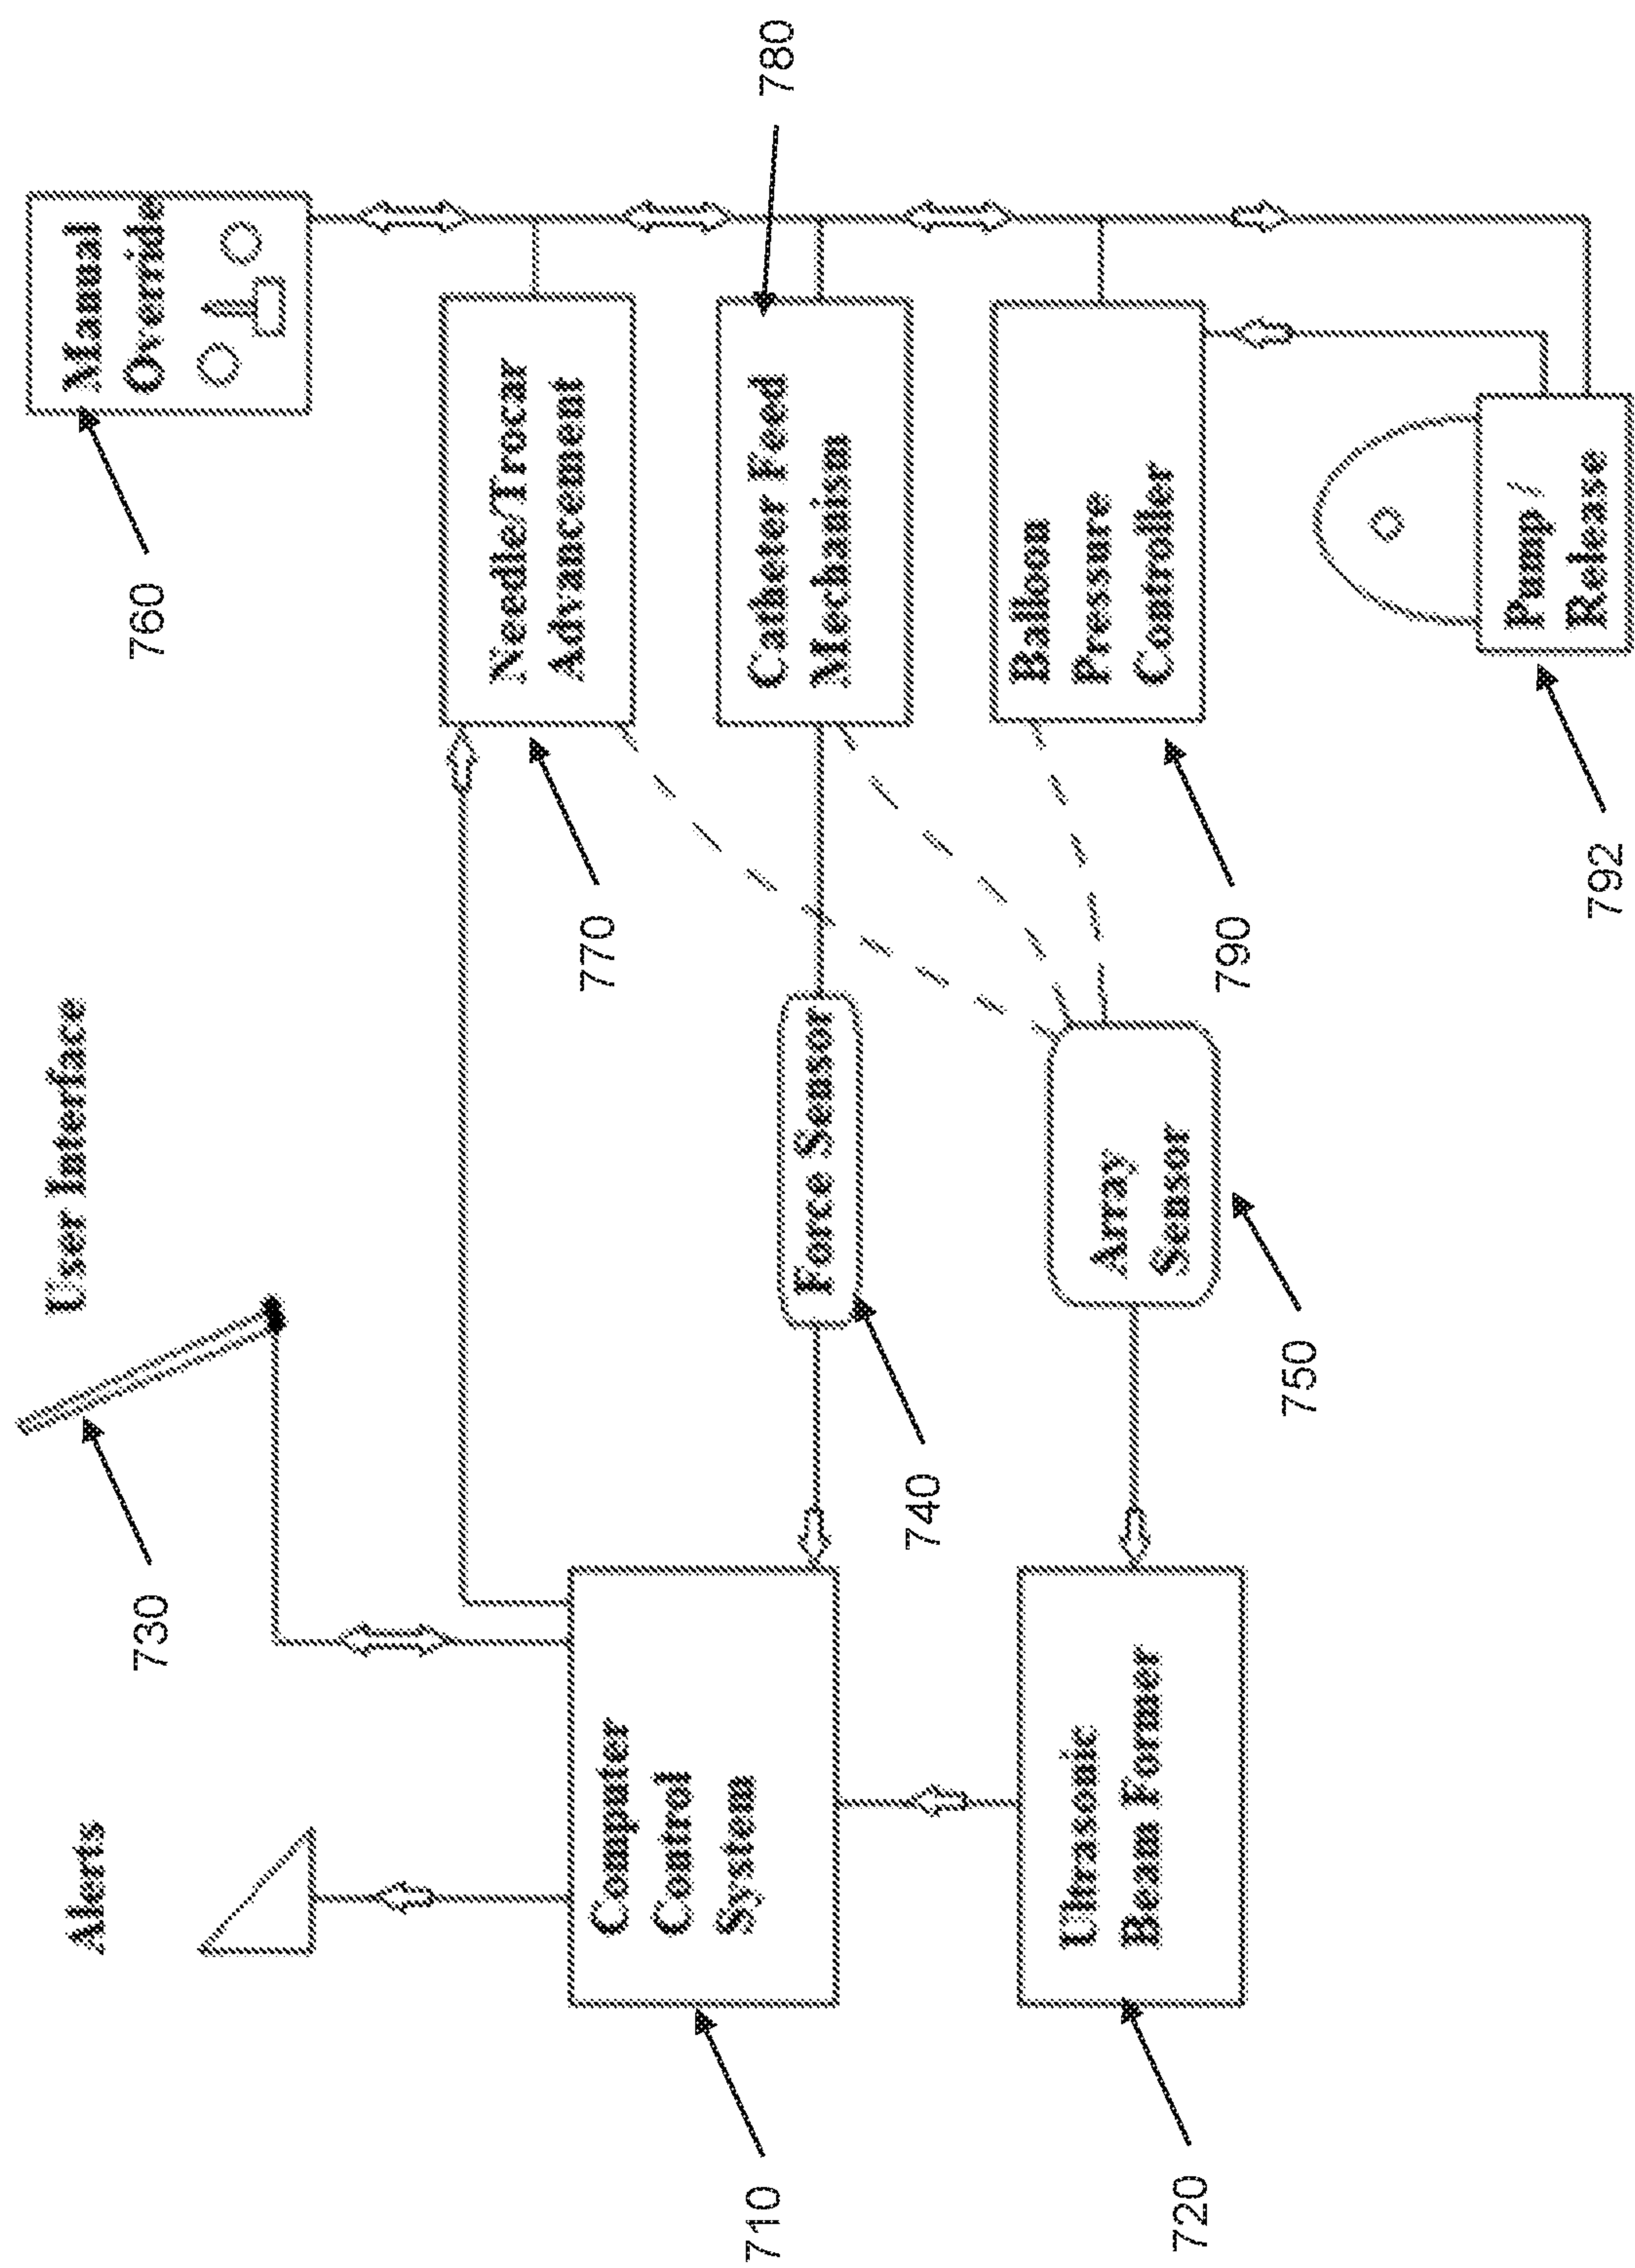 Alerts
User Interface
730
Manual
Override
760
Computer
Control
System
710
Needle/Trocar
Advancement
770
Force Sensor
740
Catheter Feed
Mechanism
780
Ultrasonic
Beam Former
720
Array
Sensor
750
Balloon
Pressure
Controller
790
Pump/
Release
792